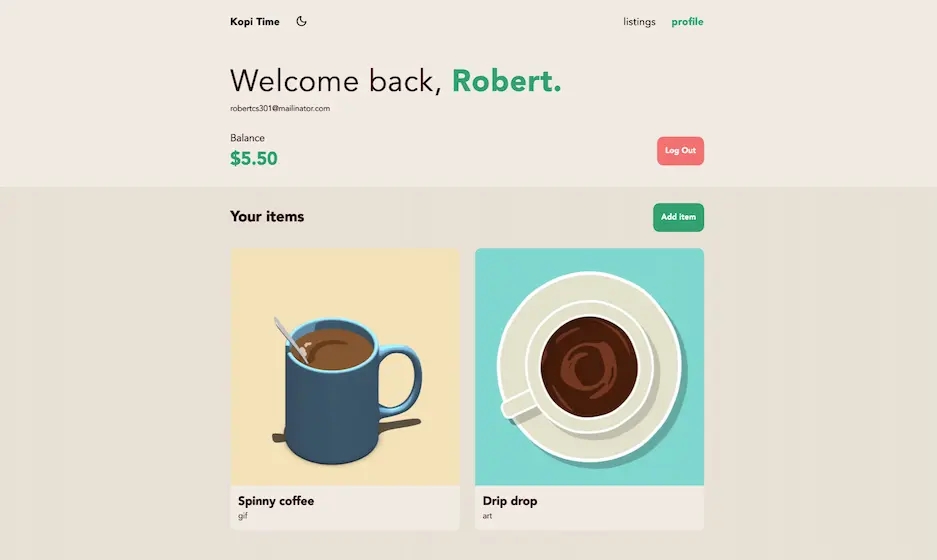 Kopi Time listings profile
Welcome back, Robert.
robertcs301@mailinator.com
Balance
$5.50
Log Out
Your items
Add item
Spinny coffee
gif
Drip drop
art